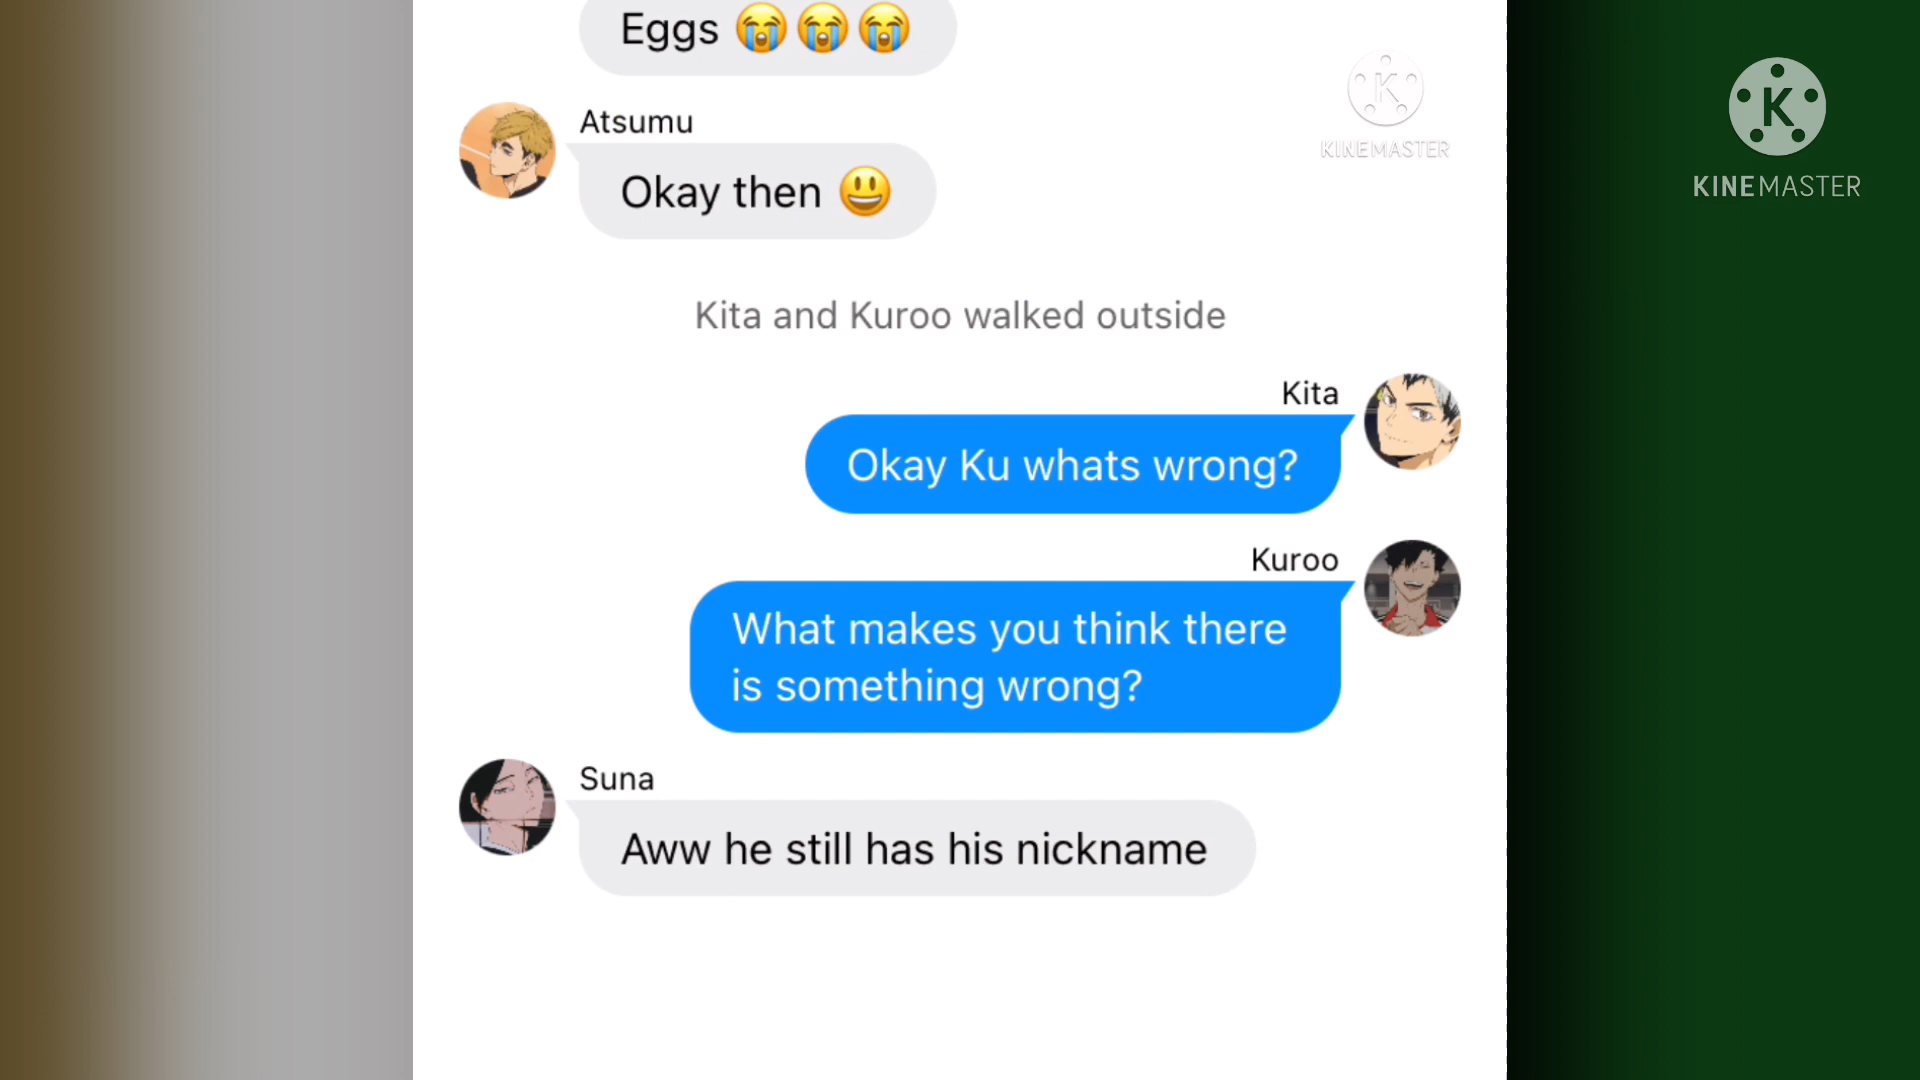 Eggs 😭😭😭
KINEMASTER
KINEMASTER
Atsumu
Okay then 😃
Kita and Kuroo walked outside
Kita
Okay Ku whats wrong?
Kuroo
What makes you think there
is something wrong?
Suna
Aww he still has his nickname